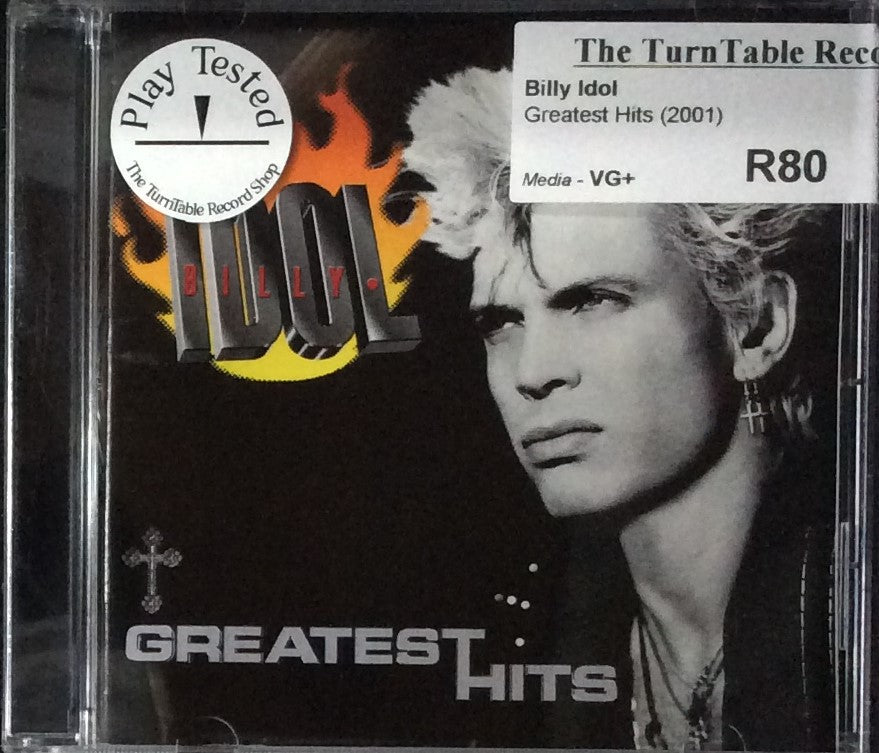 Play Tested
The TurnTable Record Shop
The TurnTable Reco
Billy Idol
Greatest Hits (2001)
Media - VG+
R80
IDOL
BILLY
GREATEST
HITS